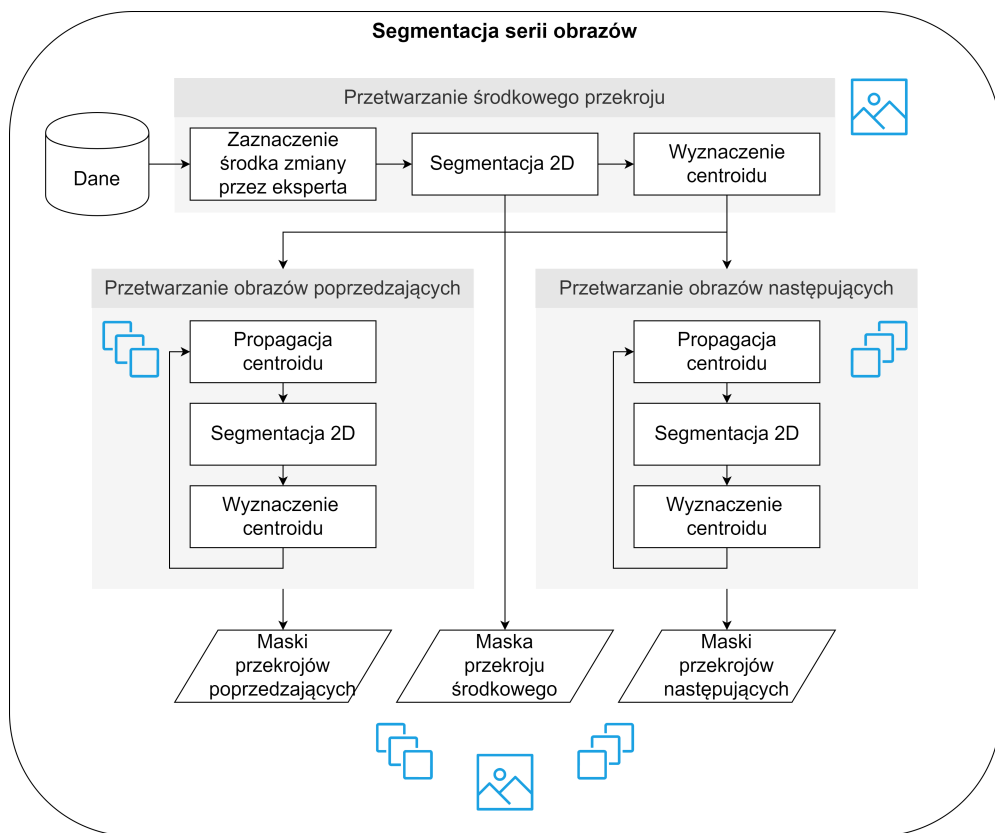 Segmentacja serii obrazów
Przetwarzanie środkowego przekroju
Dane
Zaznaczenie
środka zmiany
przez eksperta
Segmentacja 2D
Wyznaczenie
centroidu
Przetwarzanie obrazów poprzedzających
Propagacja
centroidu
Segmentacja 2D
Wyznaczenie
centroidu
Przetwarzanie obrazów następujących
Propagacja
centroidu
Segmentacja 2D
Wyznaczenie
centroidu
Maski
przekrojów
poprzedzających
Maska
przekroju
środkowego
Maski
przekrojów
następujących